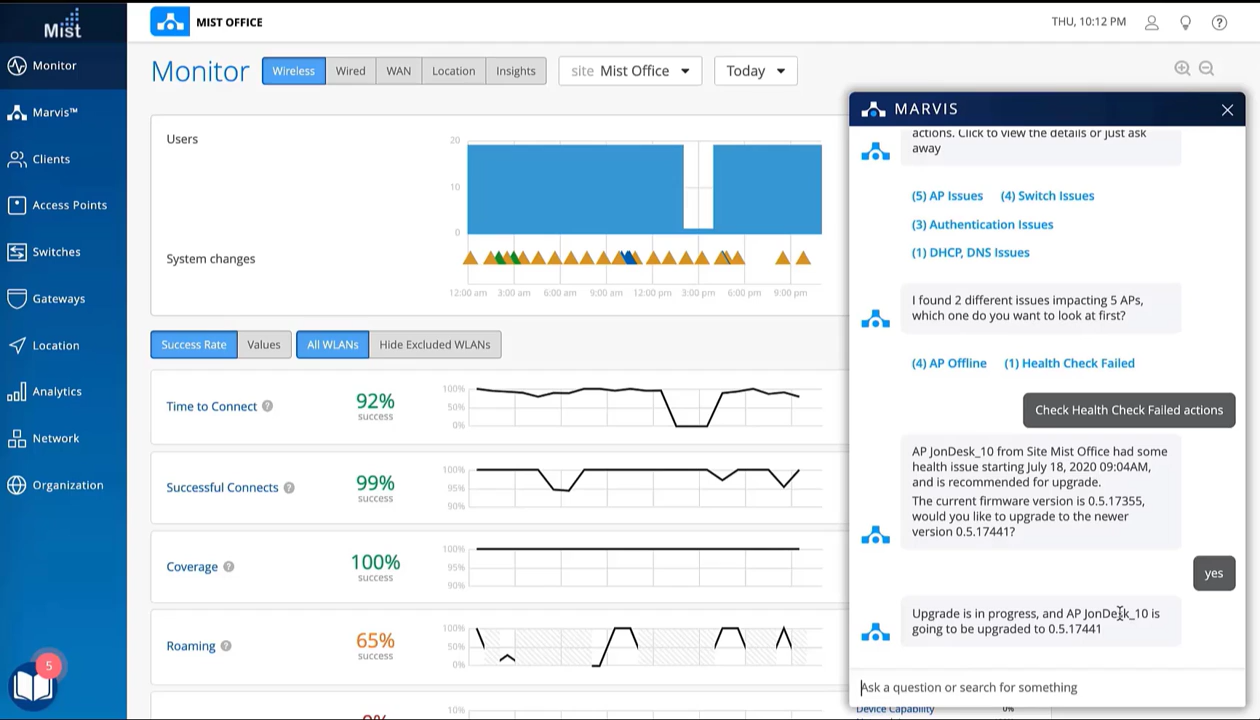 Mist
Monitor
Marvis™
Clients
Access Points
Switches
Gateways
Location
Analytics
Network
Organization
5
MIST OFFICE
THU, 10:12 PM
?
Monitor
Wireless
Wired
WAN
Location
Insights
site Mist Office
Today
Users
20
10
0
System changes
12:00 am 3:00 am 6:00 am 9:00 am 12:00 pm 3:00 pm 6:00 pm 9:00 pm
Success Rate
Values
All WLANs
Hide Excluded WLANs
Time to Connect ?
92%
success
100%
50%
0%
Successful Connects ?
99%
success
100%
95%
90%
Coverage ?
100%
success
100%
95%
90%
Roaming ?
65%
success
100%
50%
0%
10%
MARVIS
actions. Click to view the details or just ask
away
(5) AP Issues (4) Switch Issues
(3) Authentication Issues
(1) DHCP, DNS Issues
I found 2 different issues impacting 5 APs,
which one do you want to look at first?
(4) AP Offline (1) Health Check Failed
Check Health Check Failed actions
AP JonDesk_10 from Site Mist Office had some
health issue starting July 18, 2020 09:04AM,
and is recommended for upgrade.
The current firmware version is 0.5.17355,
would you like to upgrade to the newer
version 0.5.17441?
yes
Upgrade is in progress, and AP JonDesk_10 is
going to be upgraded to 0.5.17441
Ask a question or search for something
Device Capability 0%